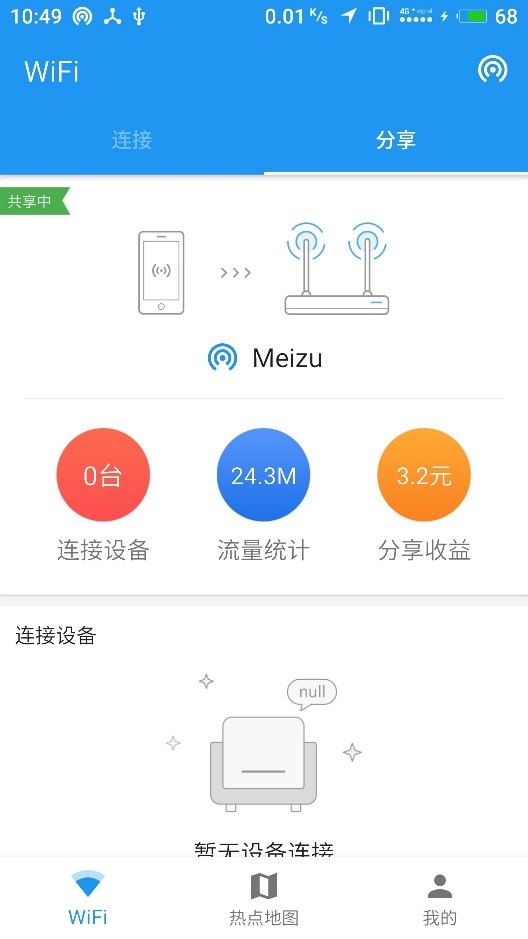 10:49 0.01 K/s 4G 68
WiFi
连接 分享
共享中
Meizu
0台 24.3M 3.2元
连接设备 流量统计 分享收益
连接设备
null
暂无设备连接
WiFi 热点地图 我的